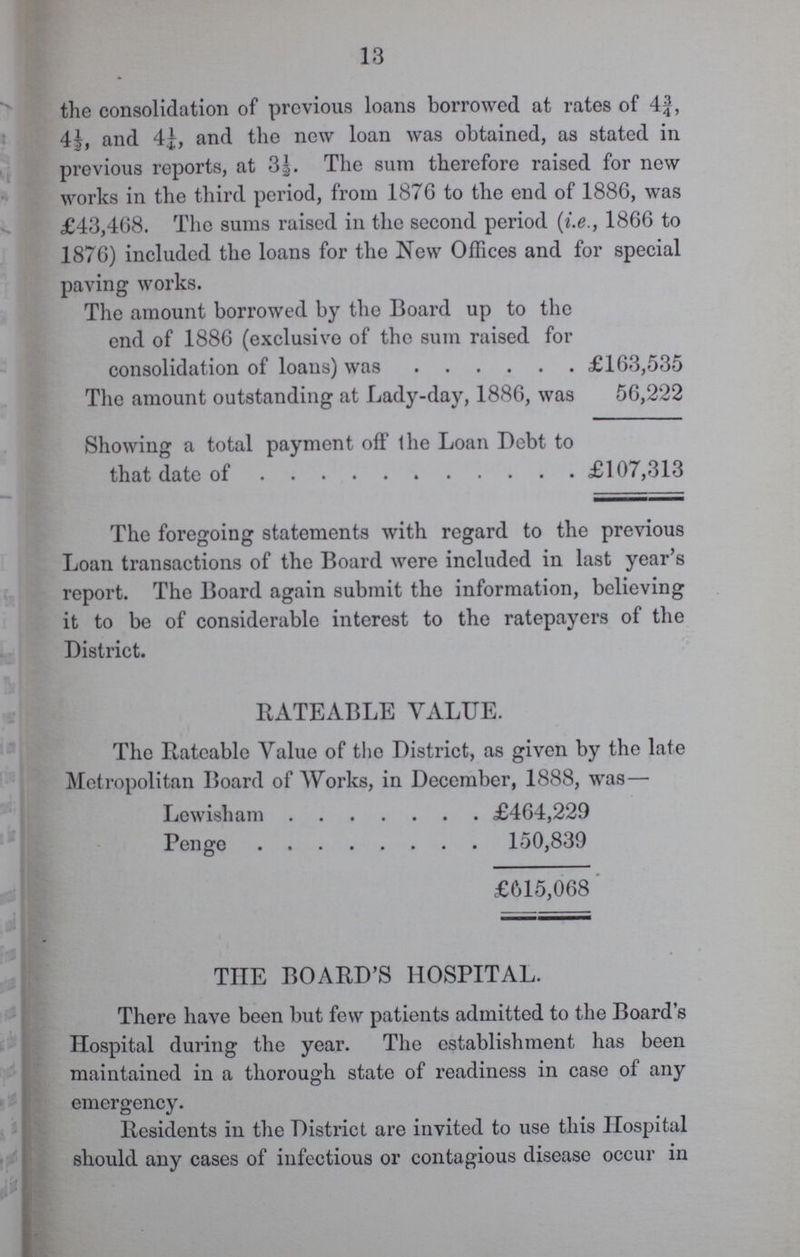 13
the consolidation of previous loans borrowed at rates of 4¾,
4½, and 4¼, and the new loan was obtained, as stated in
previous reports, at 3½. The sum therefore raised for new
works in the third period, from 1876 to the end of 1886, was
£43,468. The sums raised in the second period (i.e., 1866 to
1876) included the loans for the New Offices and for special
paving works.
The amount borrowed by the Board up to the
end of 1886 (exclusive of the sum raised for
consolidation of loans) was . . . . . . £163,535
The amount outstanding at Lady-day, 1886, was 56,222
Showing a total payment off the Loan Debt to
that date of . . . . . . . . . . . £107,313
The foregoing statements with regard to the previous
Loan transactions of the Board were included in last year's
report. The Board again submit the information, believing
it to be of considerable interest to the ratepayers of the
District.
RATEABLE VALUE.
The Rateable Value of the District, as given by the late
Metropolitan Board of Works, in December, 1888, was—
Lewisham . . . . . . . £464,229
Penge . . . . . . . . 150,839
£615,068
THE BOARD'S HOSPITAL.
There have been but few patients admitted to the Board's
Hospital during the year. The establishment has been
maintained in a thorough state of readiness in case of any
emergency.
Residents in the District are invited to use this Hospital
should any cases of infectious or contagious disease occur in